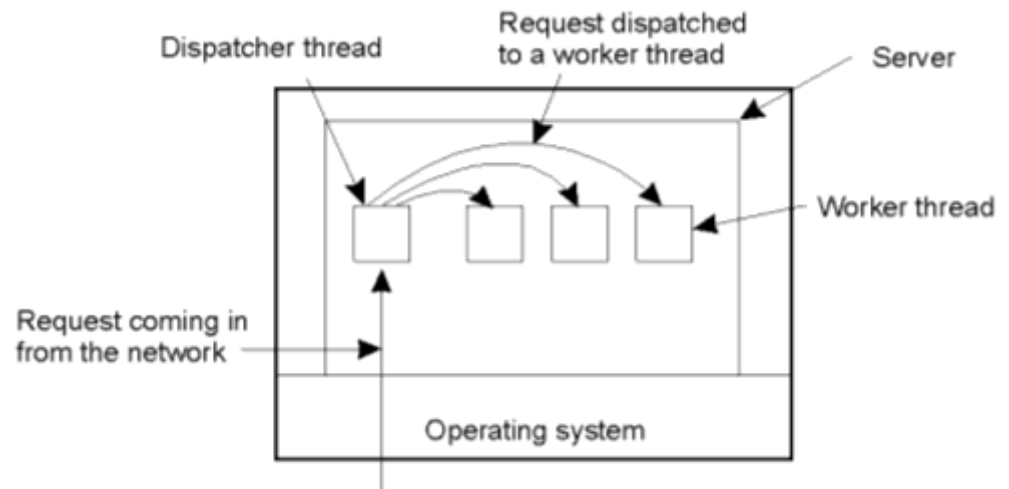 Dispatcher thread
Request dispatched
to a worker thread
Server
Worker thread
Request coming in
from the network
Operating system